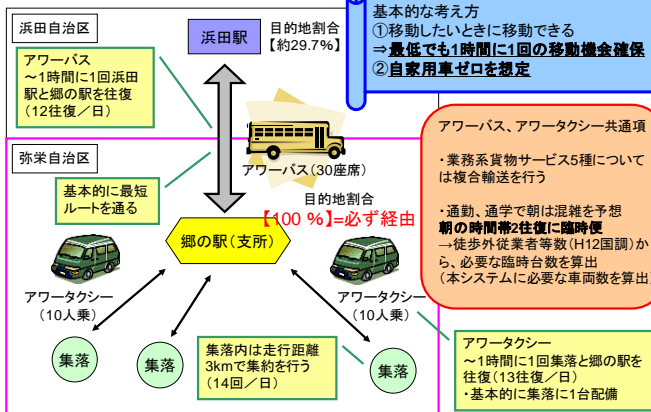 浜田自治区
浜田駅
目的地割合
【約29.7%】
基本的な考え方
①移動したいときに移動できる
⇒最低でも1時間に1回の移動機会確保
②自家用車ゼロを想定
アワーバス
～1時間に1回浜田
駅と郷の駅を往復
(12往復／日)
弥栄自治区
アワーバス(30座席)
基本的に最短
ルートを通る
目的地割合
【100 %】=必ず経由
郷の駅(支所)
アワーバス、アワータクシー共通項
・業務系貨物サービス5種について
は複合輸送を行う
・通勤、通学で朝は混雑を予想
朝の時間帯2往復に臨時便
→徒歩外従業者等数(H12国調)か
ら、必要な臨時台数を算出
(本システムに必要な車両数を算出)
アワータクシー
(10人乗)
アワータクシー
(10人乗)
集落
集落
集落内は走行距離
3kmで集約を行う
(14回／日)
集落
アワータクシー
～1時間に1回集落と郷の駅を
往復(13往復／日)
・基本的に集落に1台配備